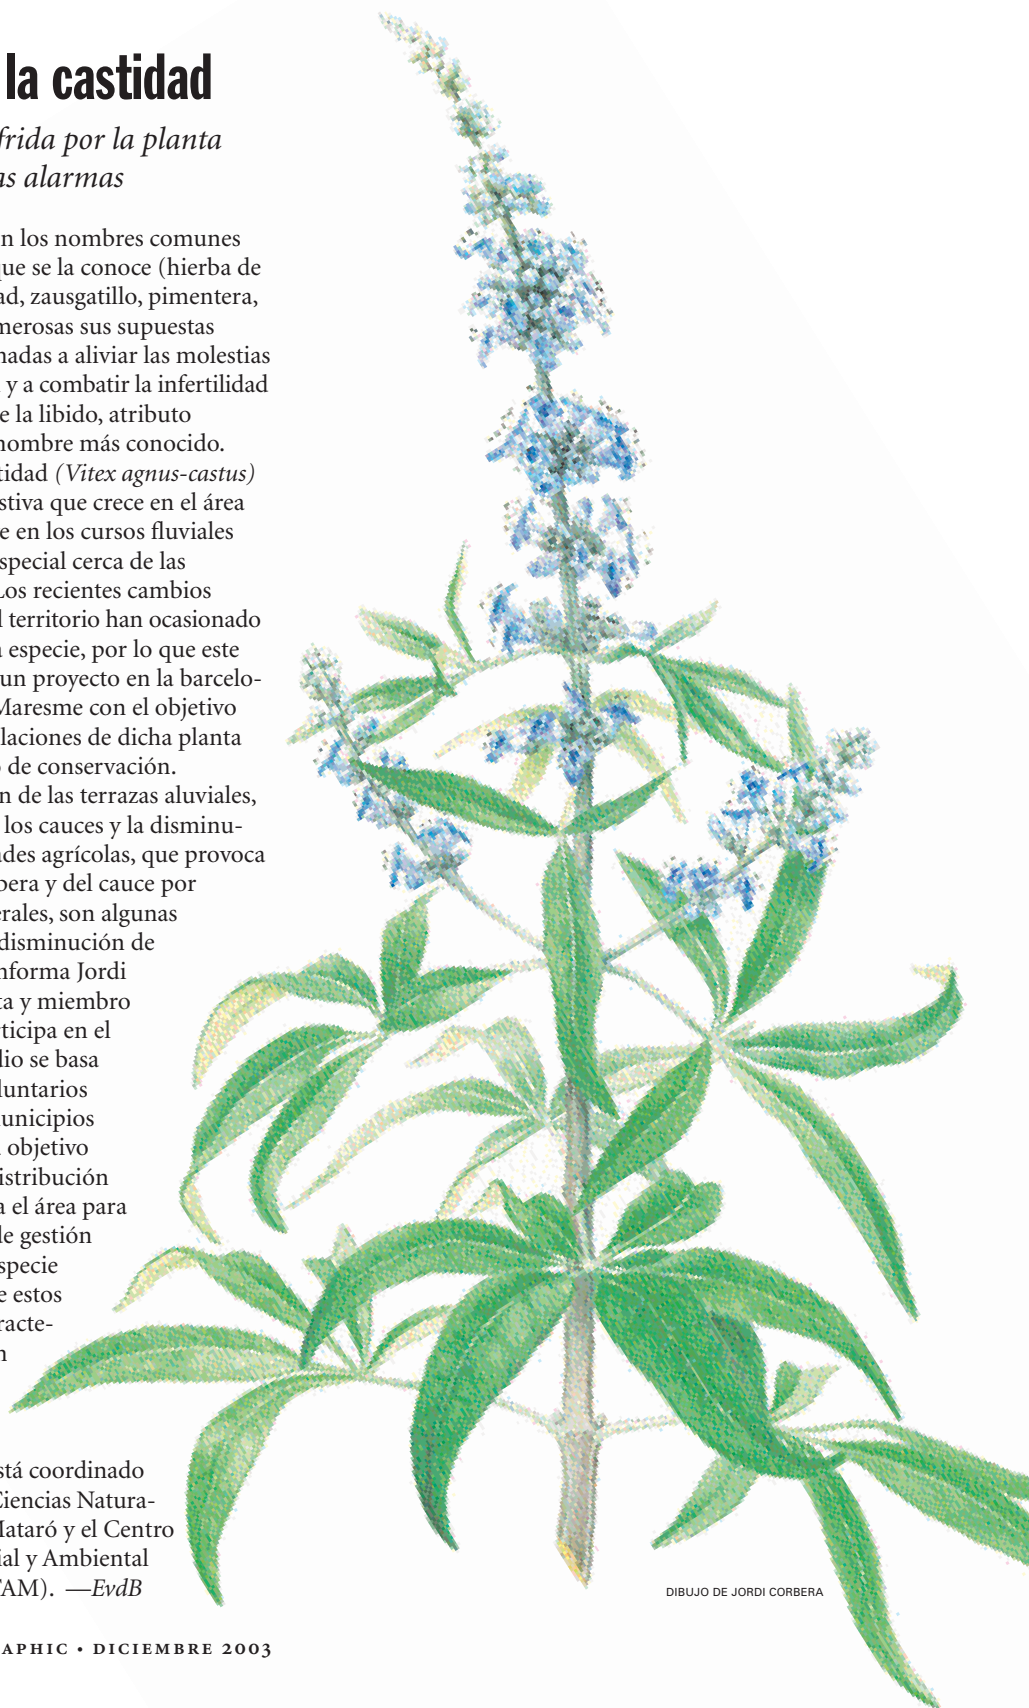 la castidad
frida por la planta
as alarmas
n los nombres comunes
que se la conoce (hierba de
ad, zausgatillo, pimentera,
merosas sus supuestas
nadas a aliviar las molestias
y a combatir la infertilidad
e la libido, atributo
nombre más conocido.
tidad (Vitex agnus-castus)
stiva que crece en el área
e en los cursos fluviales
special cerca de las
Los recientes cambios
l territorio han ocasionado
a especie, por lo que este
un proyecto en la barcelo-
Maresme con el objetivo
laciones de dicha planta
o de conservación.
n de las terrazas aluviales,
los cauces y la disminu-
ades agrícolas, que provoca
bera y del cauce por
erales, son algunas
disminución de
nforma Jordi
ta y miembro
rticipa en el
dio se basa
luntarios
unicipios
l objetivo
istribución
a el área para
de gestión
specie
e estos
racte-
n
stá coordinado
Ciencias Natura-
Mataró y el Centro
ial y Ambiental
TAM). —EvdB
DIBUJO DE JORDI CORBERA
APHIC • DICIEMBRE 2003